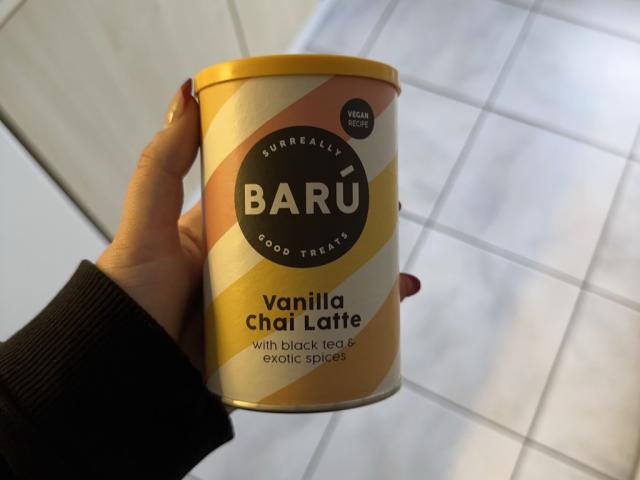 VEGAN
RECIPE
SURREALLY
BARÚ
GOOD TREATS
Vanilla
Chai Latte
with black tea &
exotic spices